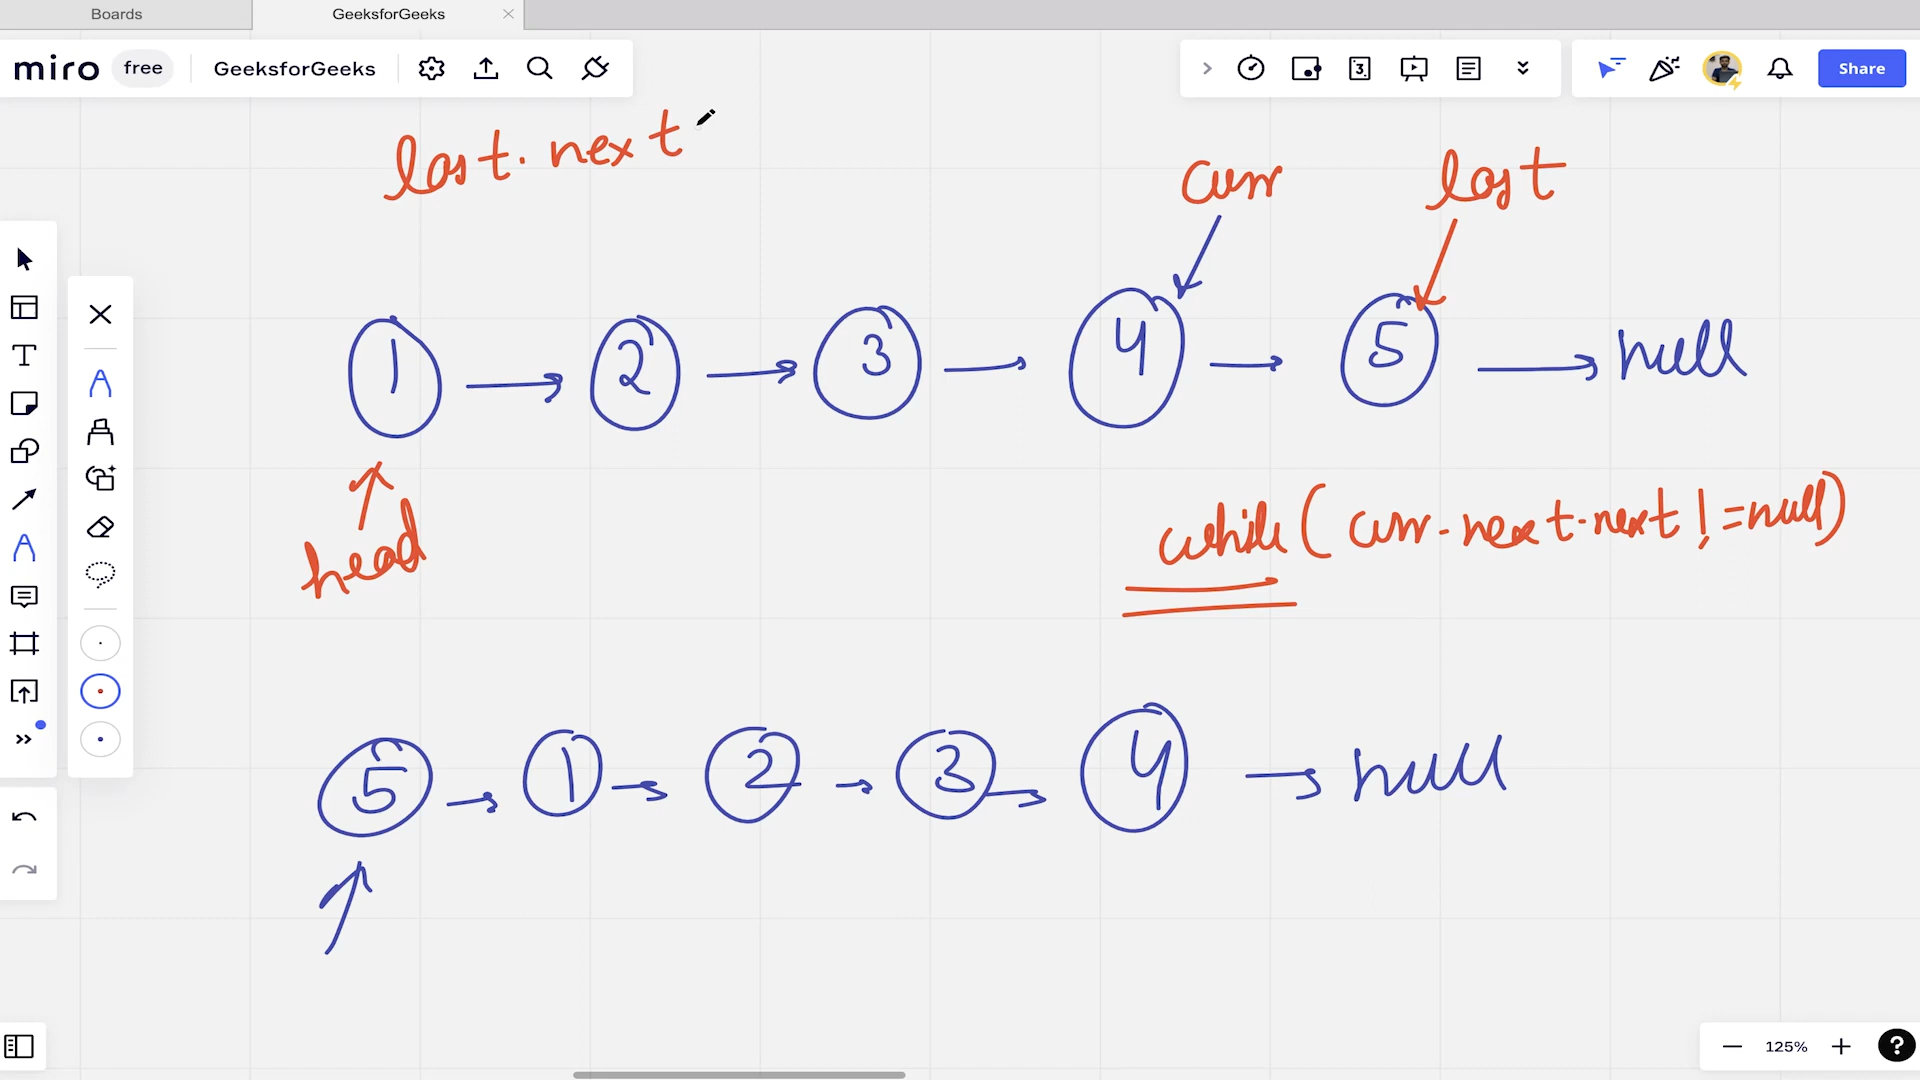 Boards GeeksforGeeks
miro free GeeksforGeeks 3 Share
last.next
curr last
1 → 2 → 3 → 4 → 5 → null
head
while (curr.next.next != null)
5 → 1 → 2 → 3 → 4 → null
T
125% ?